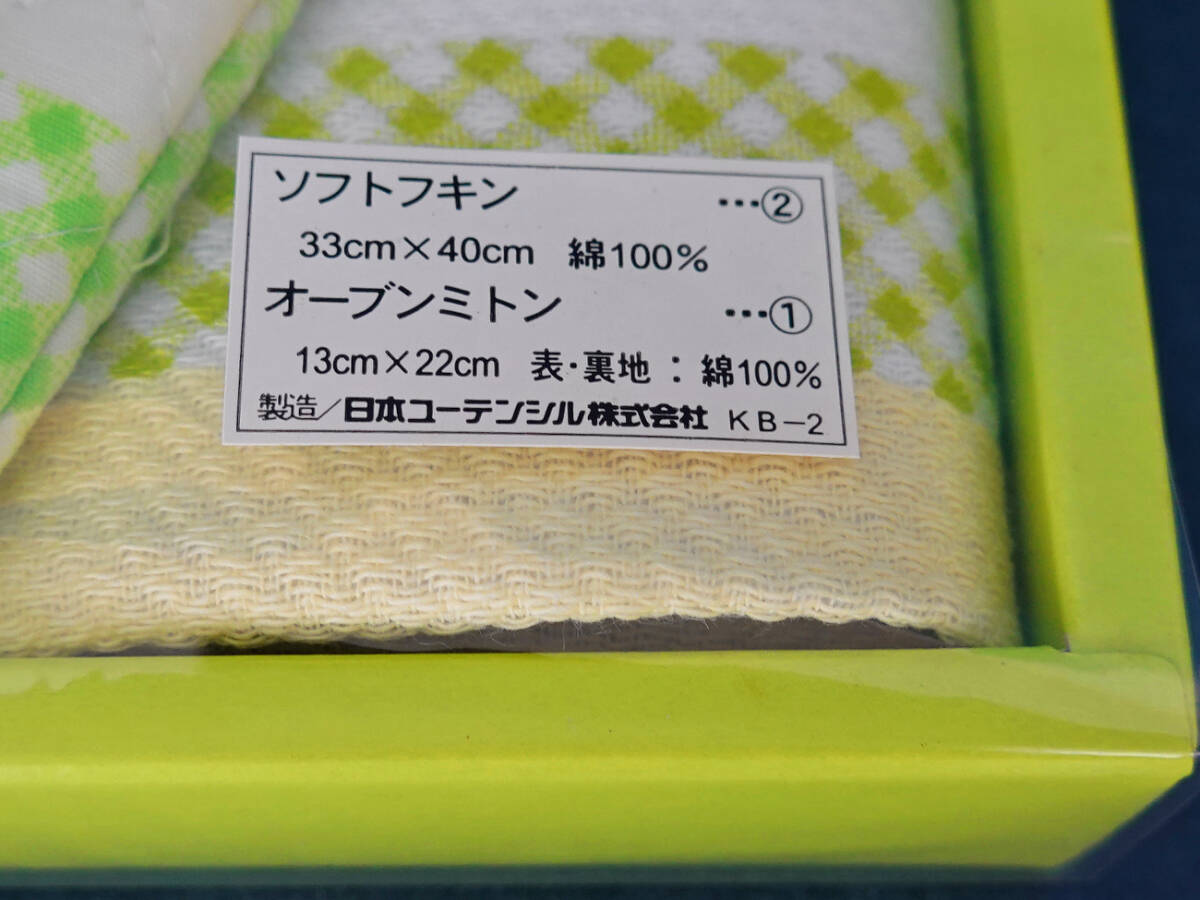 ソフトフキン …②
33cm×40cm 綿100%
オーブンミトン …①
13cm×22cm 表・裏地：綿100%
製造/日本ユーテンシル株式会社 KB-2